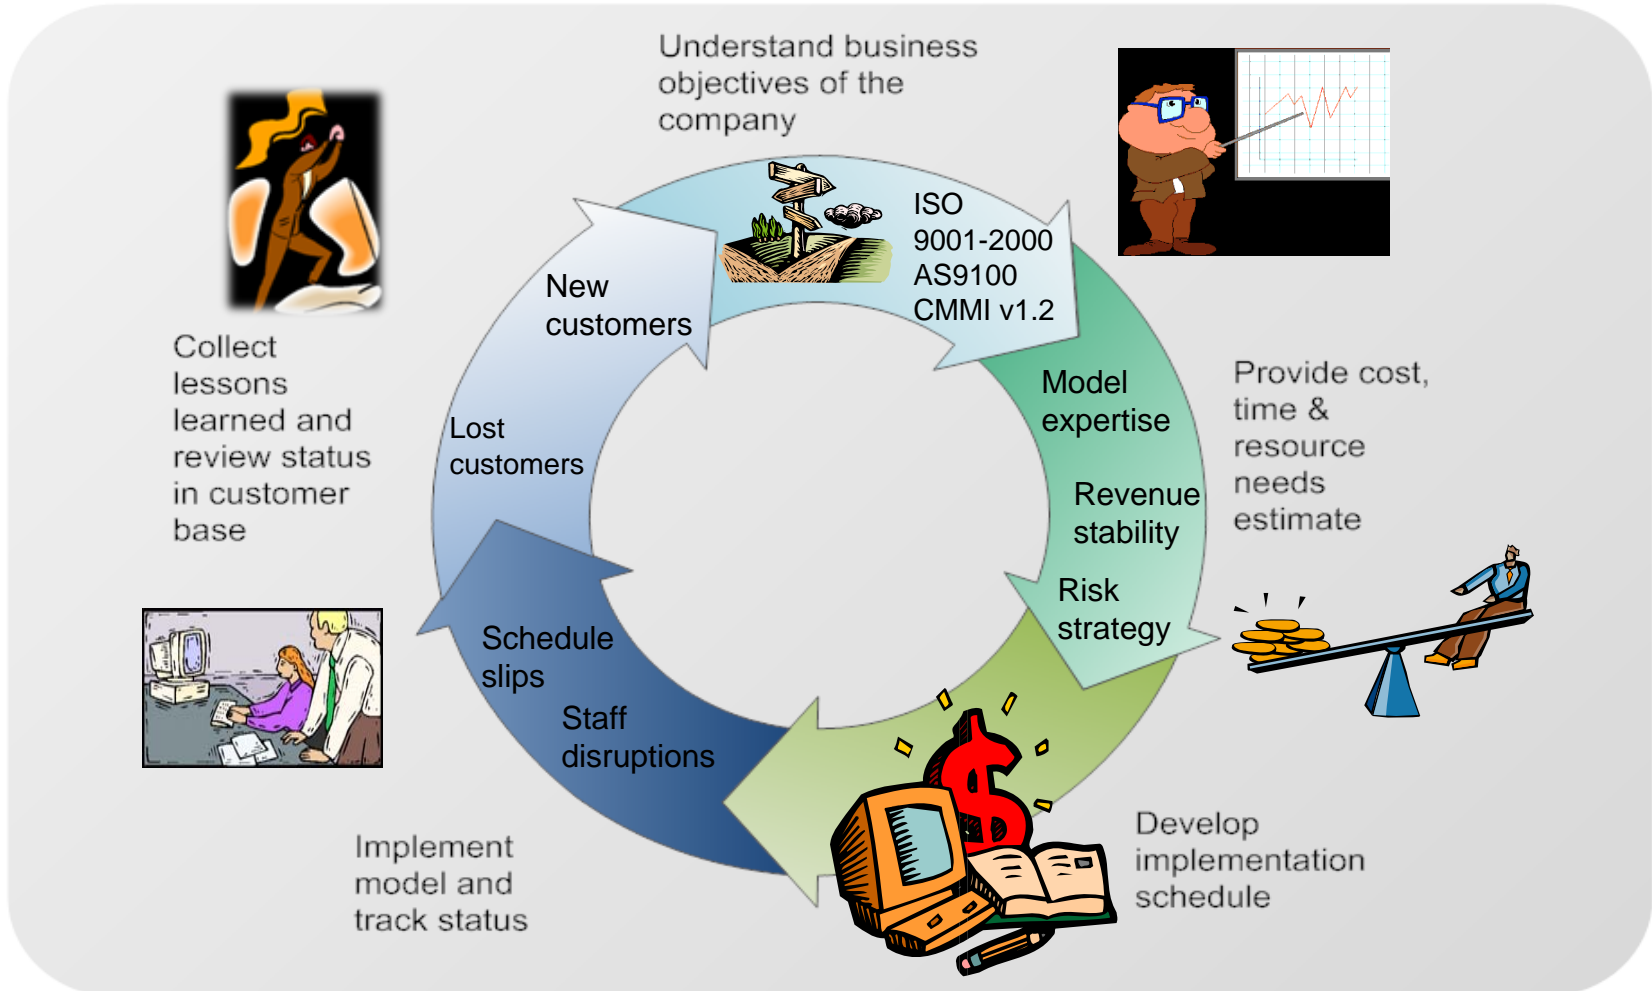 Understand business
objectives of the
company
ISO
9001-2000
AS9100
CMMI v1.2
Model
expertise
Revenue
stability
Risk
strategy
Provide cost,
time &
resource
needs
estimate
Develop
implementation
schedule
Implement
model and
track status
Staff
disruptions
Schedule
slips
Collect
lessons
learned and
review status
in customer
base
Lost
customers
New
customers